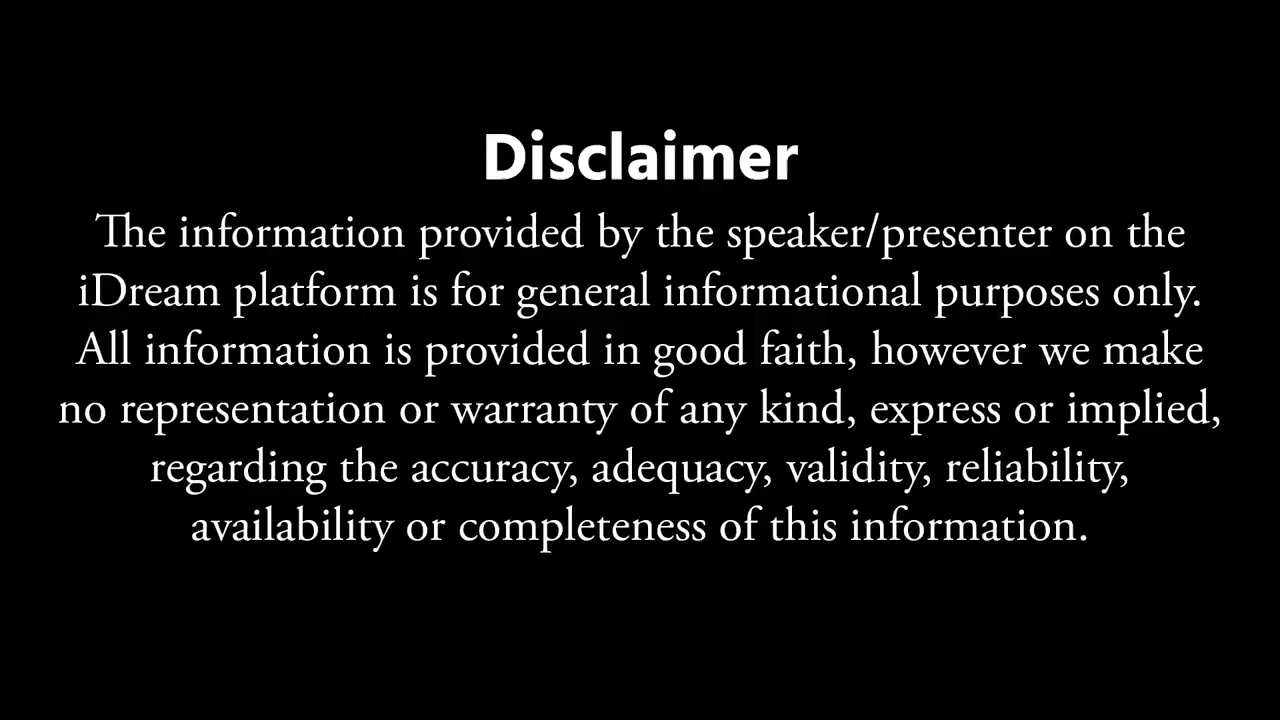 Disclaimer
The information provided by the speaker/presenter on the
iDream platform is for general informational purposes only.
All information is provided in good faith, however we make
no representation or warranty of any kind, express or implied,
regarding the accuracy, adequacy, validity, reliability,
availability or completeness of this information.